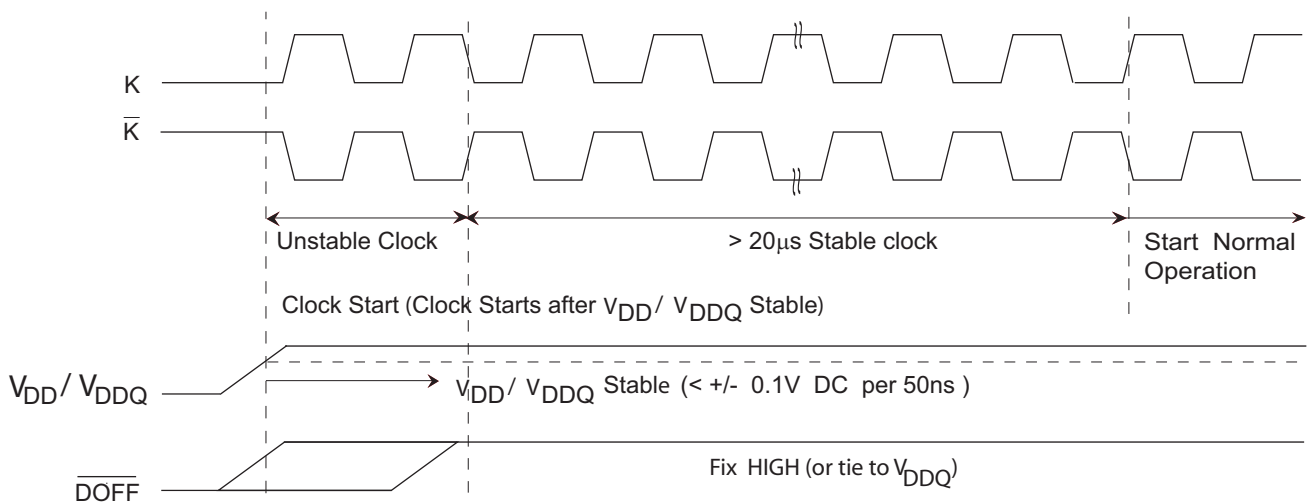 K
K̅
Unstable Clock
> 20μs Stable clock
Start Normal
Operation
Clock Start (Clock Starts after VDD/ VDDQ Stable)
VDD/ VDDQ
VDD/ VDDQ Stable (< +/- 0.1V DC per 50ns )
Fix HIGH (or tie to VDDQ)
D̅O̅F̅F̅